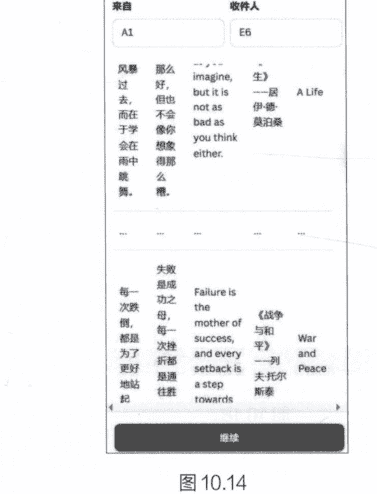 来自 收件人
A1 E6
风暴
过
去，
而在
于学
会在
雨中
跳
舞。
那么
好，
但也
不会
像你
想象
得那
么
糟。
imagine,
but it is
not as
bad as
you think
either.
生》
——居
伊·德·
莫泊桑
A Life
... ... ... ... ...
每一
次跌
倒，
都是
为了
更好
地站
起
失败
是成
功之
母，
每一
次挫
折都
是通
往胜
Failure is
the
mother of
success,
and every
setback is
a step
towards
《战争
与和
平》
——列
夫·托尔
斯泰
War
and
Peace
继续
图10.14